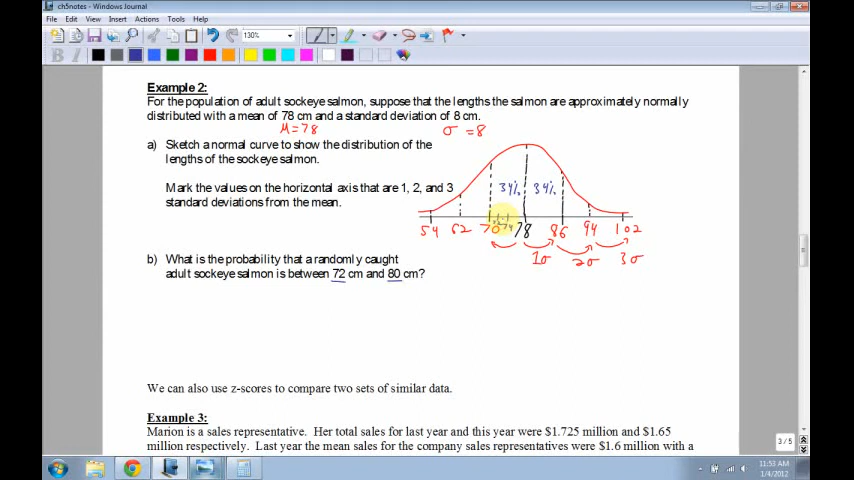 ch5notes - Windows Journal
File Edit View Insert Actions Tools Help
130%
B I
Example 2:
For the population of adult sockeye salmon, suppose that the lengths the salmon are approximately normally
distributed with a mean of 78 cm and a standard deviation of 8 cm.
μ=78 σ =8
a) Sketch a normal curve to show the distribution of the
lengths of the sockeye salmon.
Mark the values on the horizontal axis that are 1, 2, and 3
standard deviations from the mean.
34% 34%
54 62 70 74 78 86 94 102
1σ 2σ 3σ
b) What is the probability that a randomly caught
adult sockeye salmon is between 72 cm and 80 cm?
We can also use z-scores to compare two sets of similar data.
Example 3:
Marion is a sales representative. Her total sales for last year and this year were $1.725 million and $1.65
million respectively. Last year the mean sales for the company sales representatives were $1.6 million with a
3 / 5
11:53 AM
1/4/2012